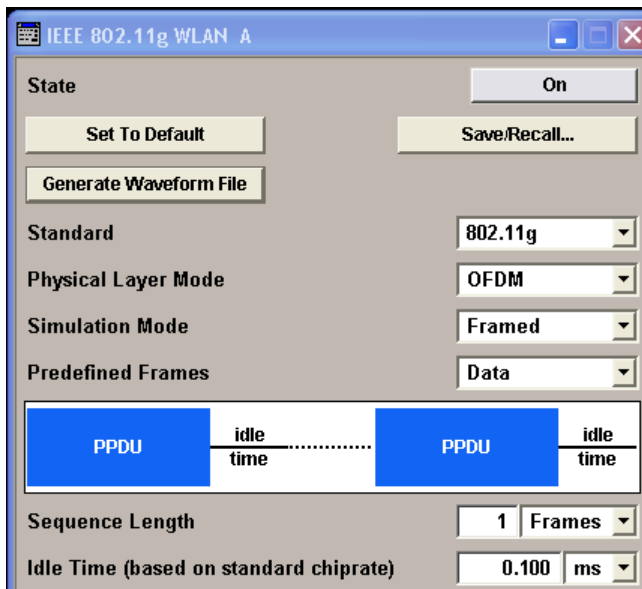 IEEE 802.11g WLAN A
State On
Set To Default Save/Recall...
Generate Waveform File
Standard 802.11g
Physical Layer Mode OFDM
Simulation Mode Framed
Predefined Frames Data
PPDU idle time PPDU idle time
Sequence Length 1 Frames
Idle Time (based on standard chiprate) 0.100 ms